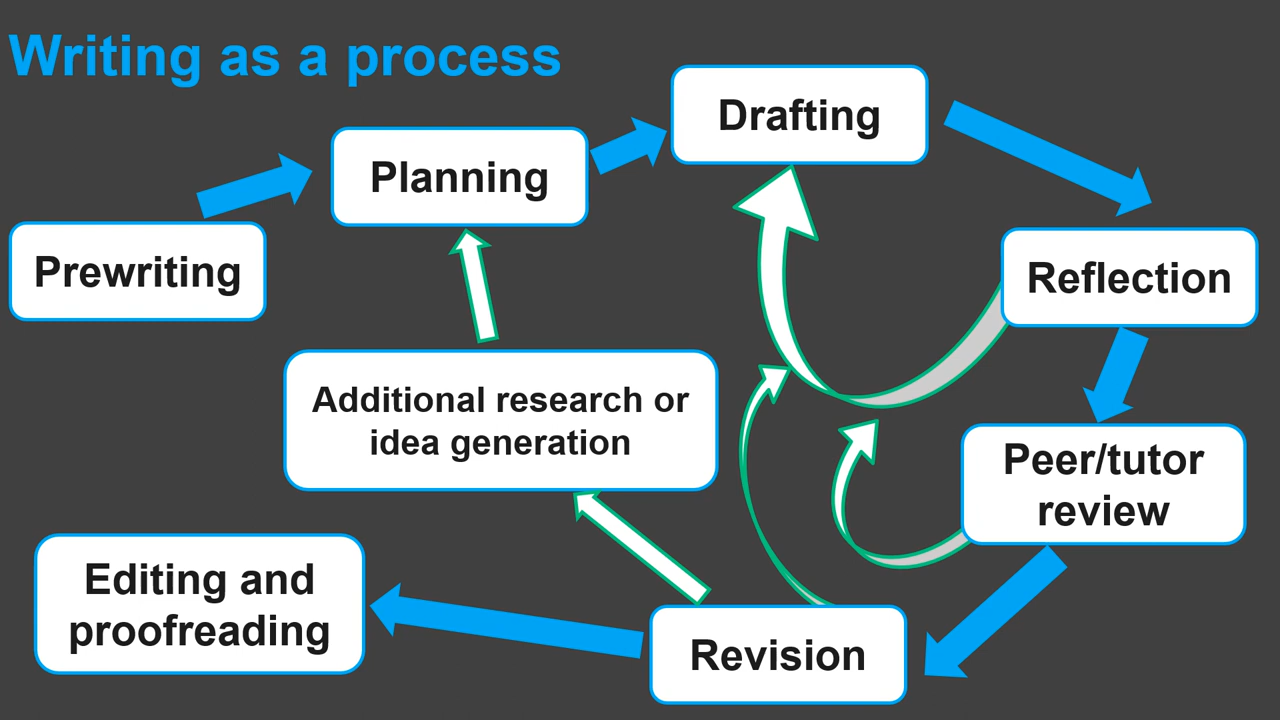 Writing as a process
Prewriting
Planning
Drafting
Reflection
Peer/tutor
review
Revision
Additional research or
idea generation
Editing and
proofreading